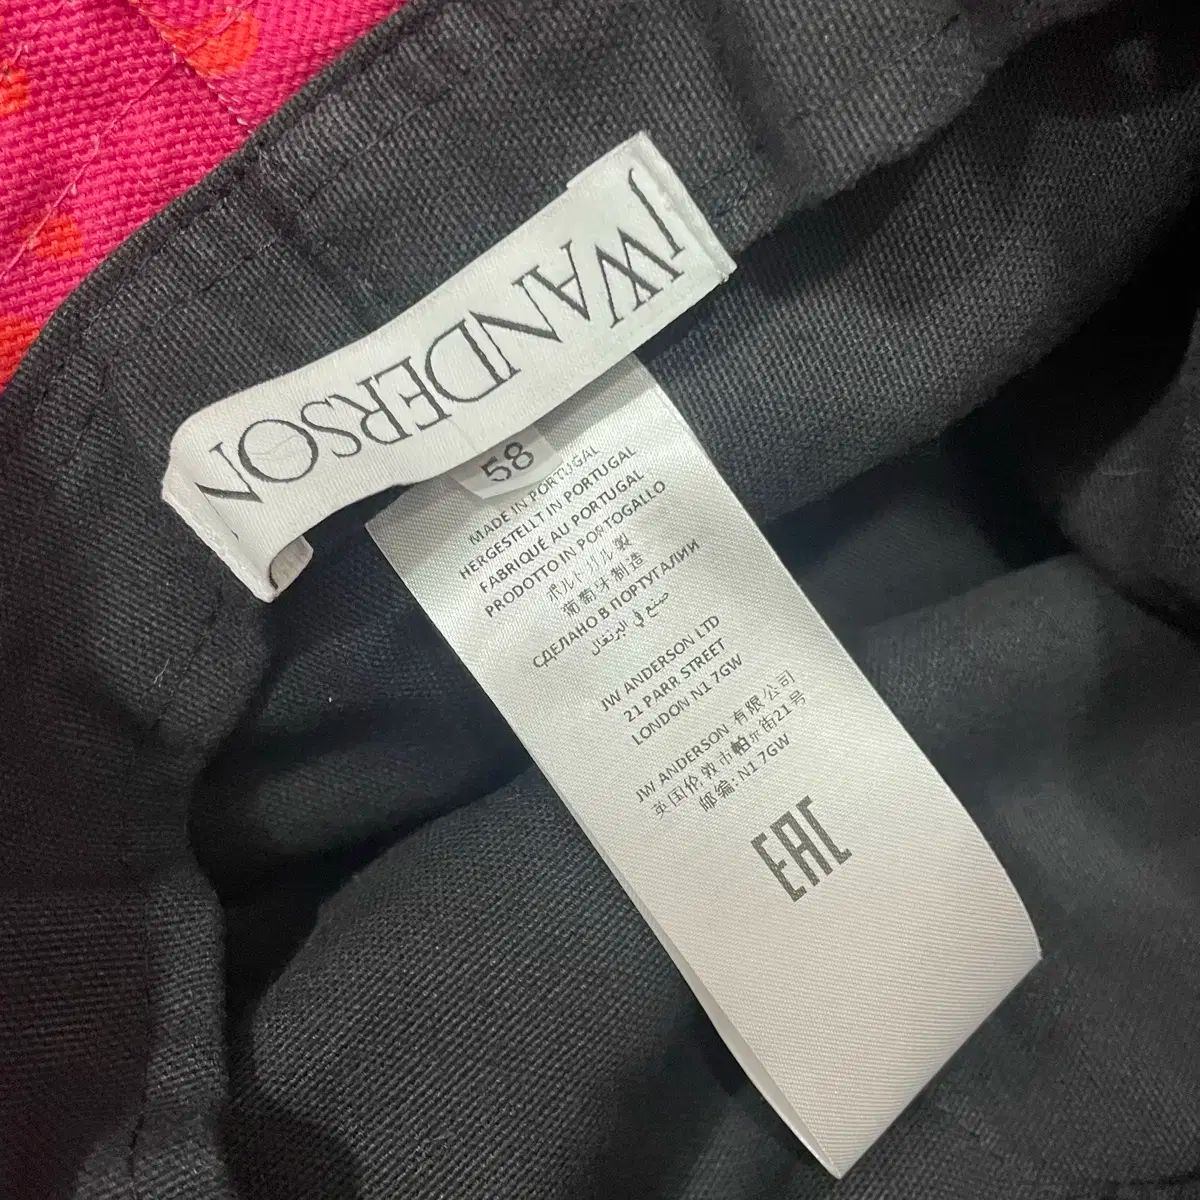 JWANDERSON
58
MADE IN PORTUGAL
HERGESTELLT IN PORTUGAL
FABRIQUÉ AU PORTUGAL
PRODOTTO IN PORTOGALLO
ポルトガル製
葡萄牙制造
СДЕЛАНО В ПОРТУГАЛИИ
صنع في البرتغال
JW ANDERSON LTD
21 PARR STREET
LONDON N1 7GW
JW ANDERSON 有限公司
英国伦敦市帕尔街21号
邮编: N1 7GW
EAC